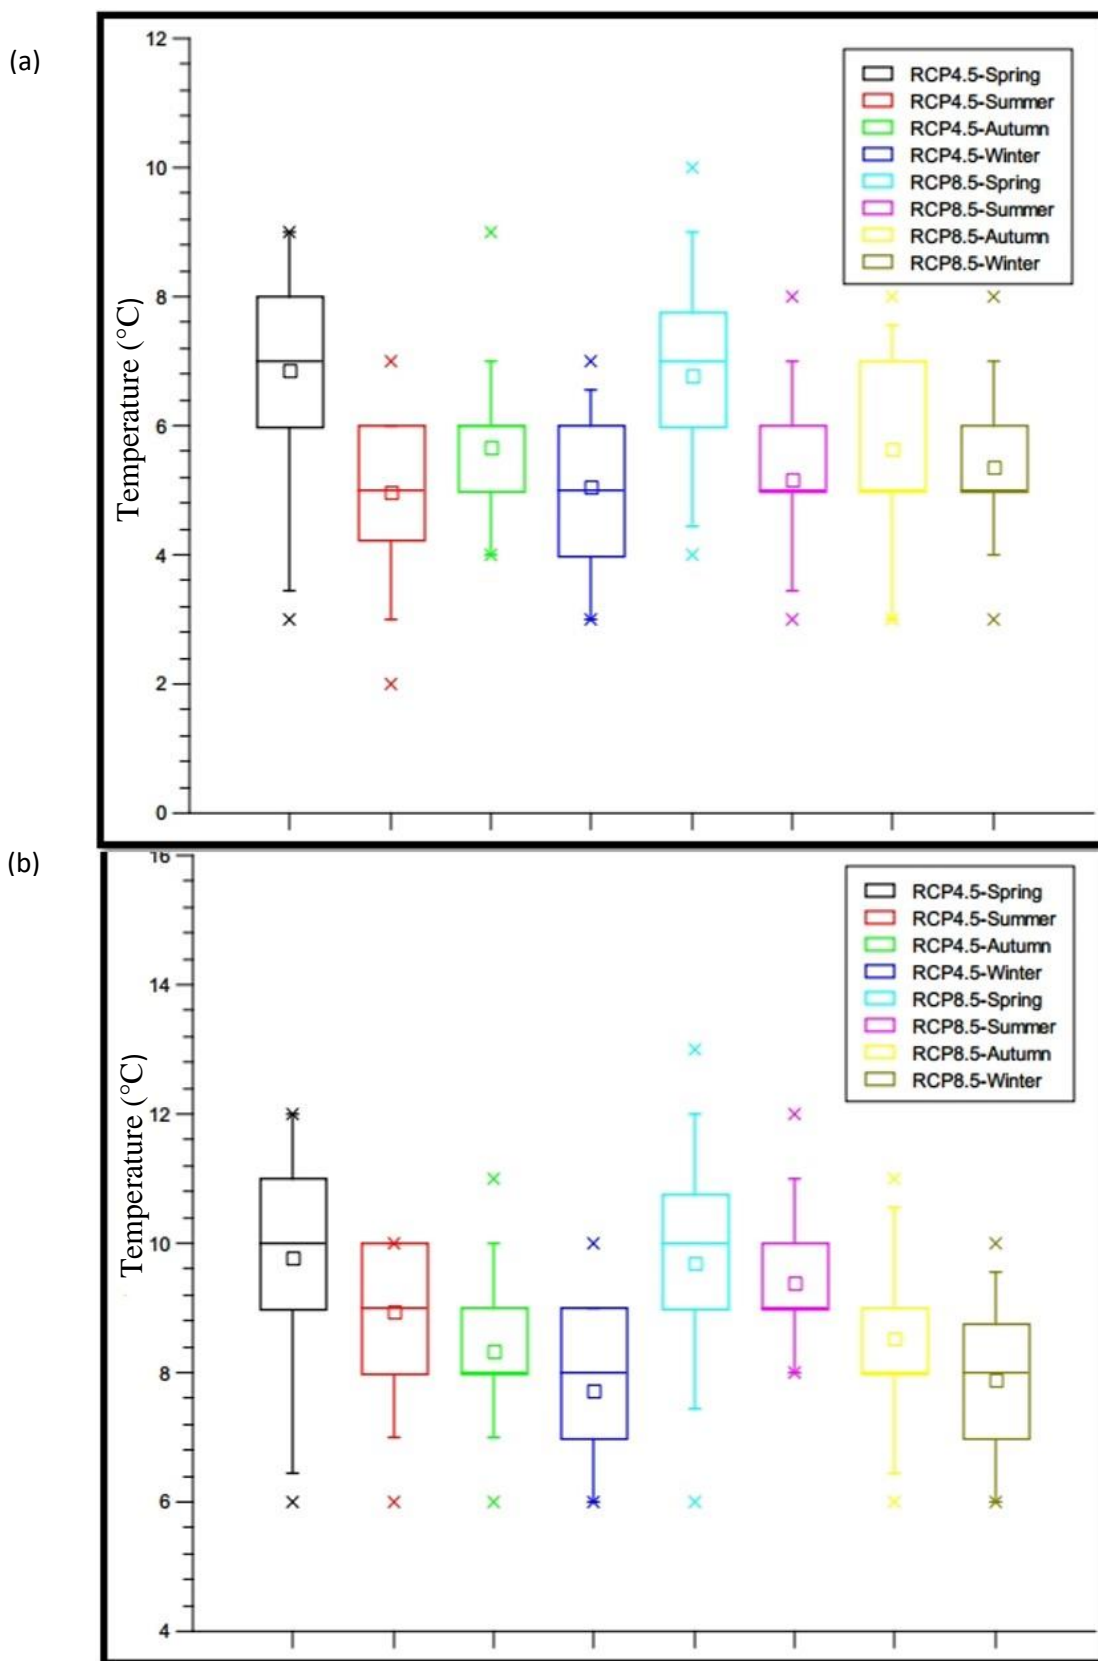 (a)
12
10
8
6
4
2
0
Temperature (°C)
RCP4.5-Spring
RCP4.5-Summer
RCP4.5-Autumn
RCP4.5-Winter
RCP8.5-Spring
RCP8.5-Summer
RCP8.5-Autumn
RCP8.5-Winter
(b)
16
14
12
10
8
6
4
Temperature (°C)
RCP4.5-Spring
RCP4.5-Summer
RCP4.5-Autumn
RCP4.5-Winter
RCP8.5-Spring
RCP8.5-Summer
RCP8.5-Autumn
RCP8.5-Winter